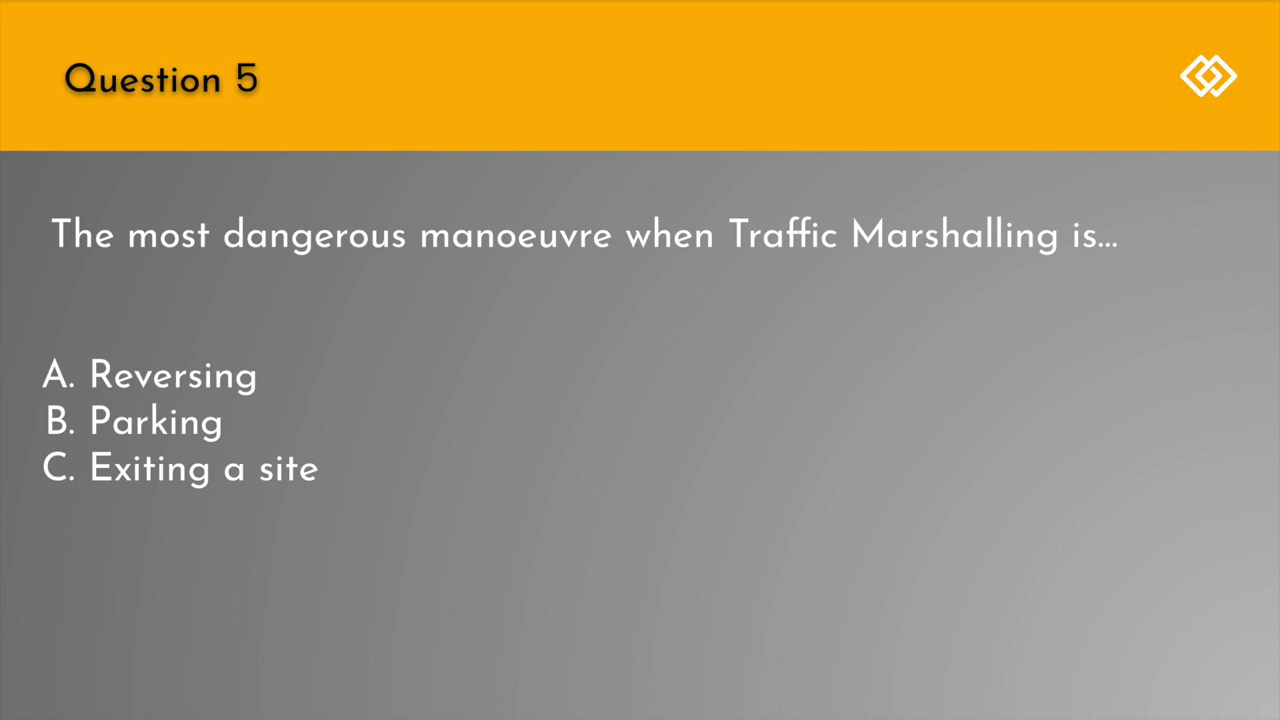 Question 5
The most dangerous manoeuvre when Traffic Marshalling is...
A. Reversing
B. Parking
C. Exiting a site